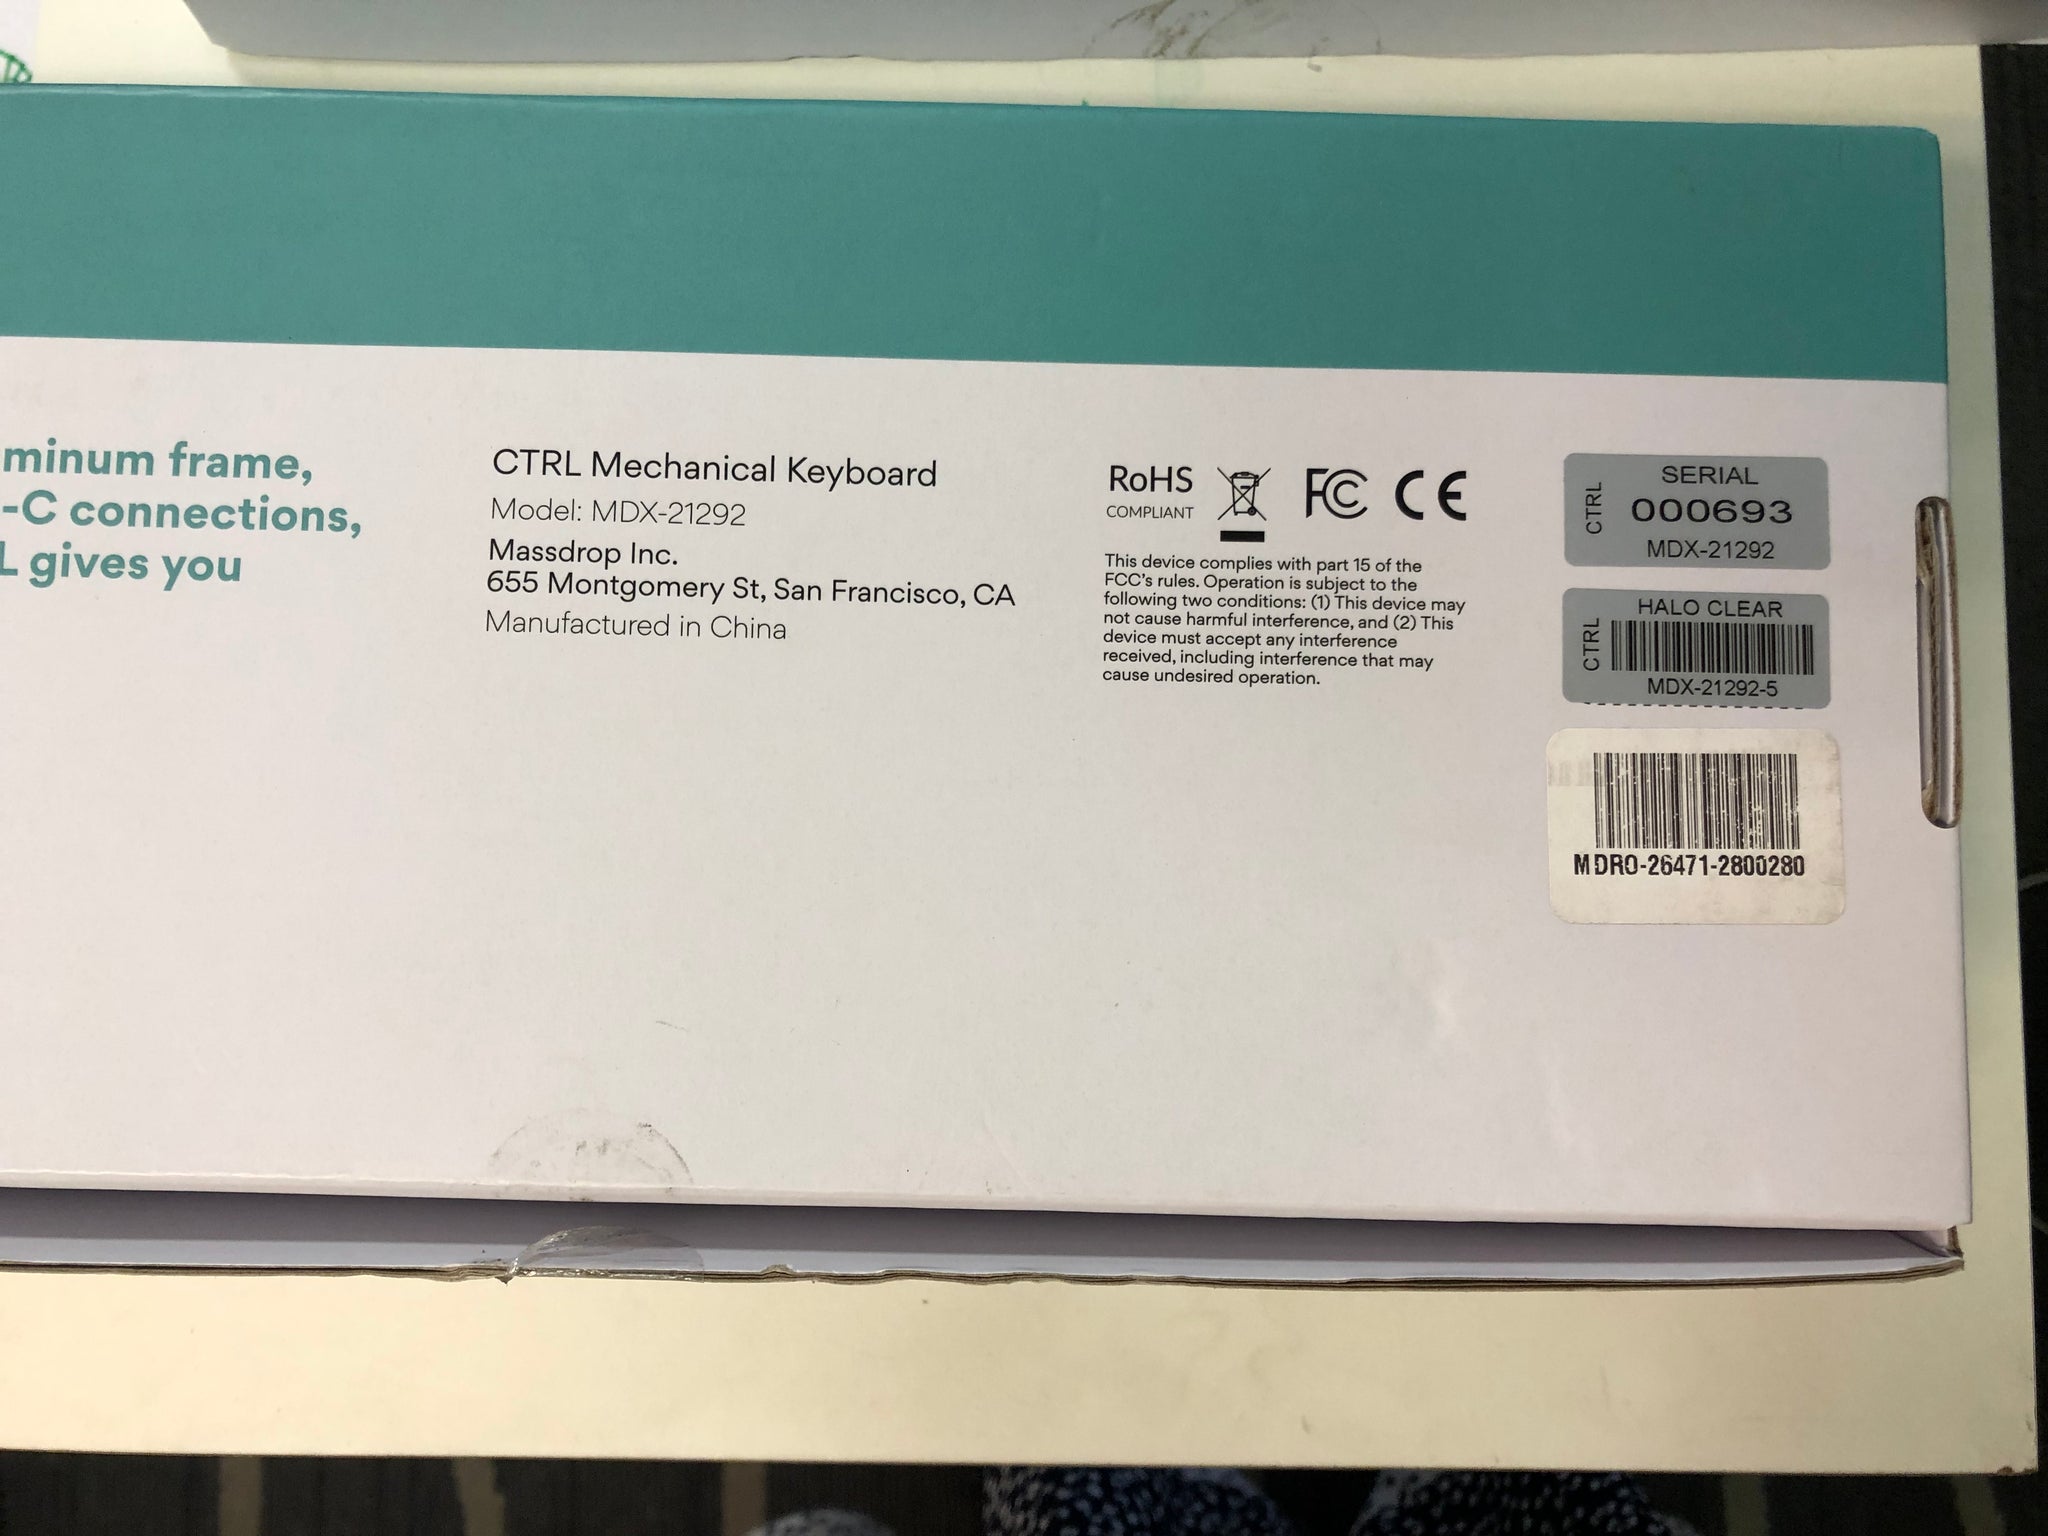 minum frame,
-C connections,
L gives you
CTRL Mechanical Keyboard
Model: MDX-21292
Massdrop Inc.
655 Montgomery St, San Francisco, CA
Manufactured in China
RoHS
COMPLIANT
FC CE
This device complies with part 15 of the
FCC's rules. Operation is subject to the
following two conditions: (1) This device may
not cause harmful interference, and (2) This
device must accept any interference
received, including interference that may
cause undesired operation.
CTRL
SERIAL
000693
MDX-21292
CTRL
HALO CLEAR
MDX-21292-5
MDRO-26471-2800280